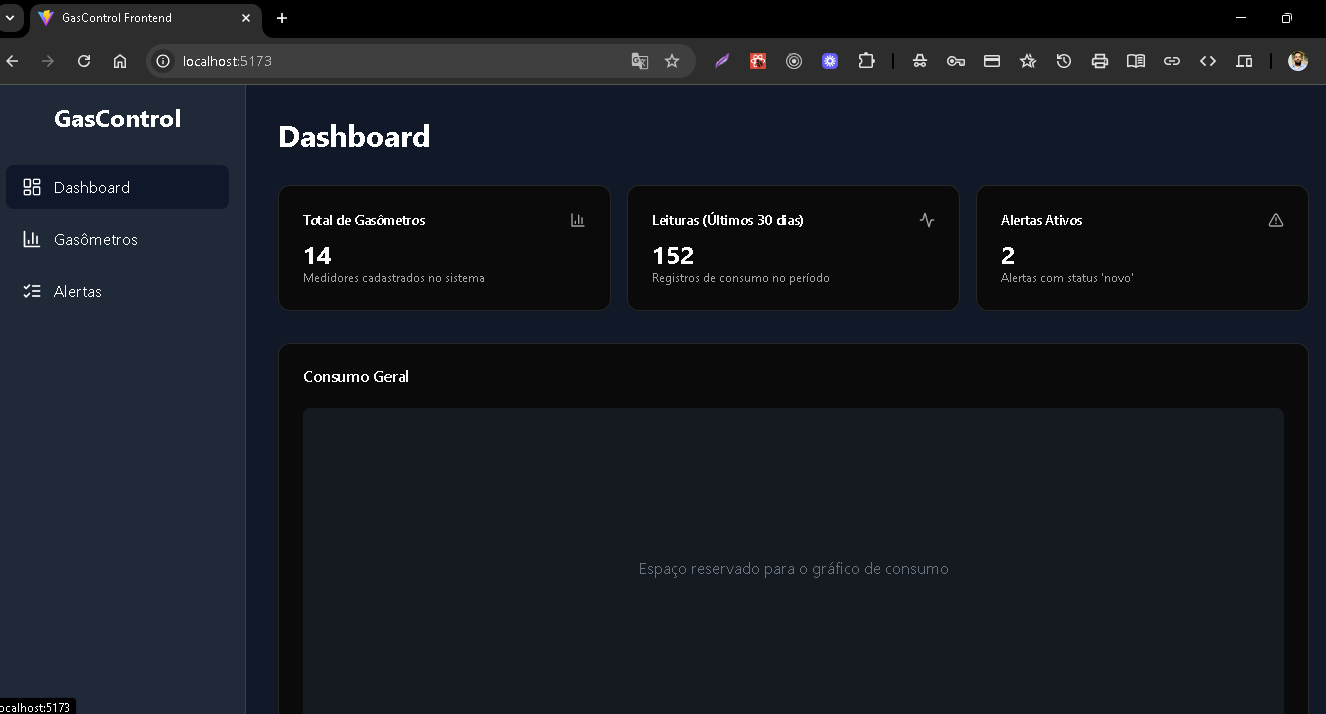 GasControl Frontend
localhost:5173
GasControl
Dashboard
Gasômetros
Alertas
Dashboard
Total de Gasômetros
14
Medidores cadastrados no sistema
Leituras (Últimos 30 dias)
152
Registros de consumo no período
Alertas Ativos
2
Alertas com status 'novo'
Consumo Geral
Espaço reservado para o gráfico de consumo
ocalhost:5173